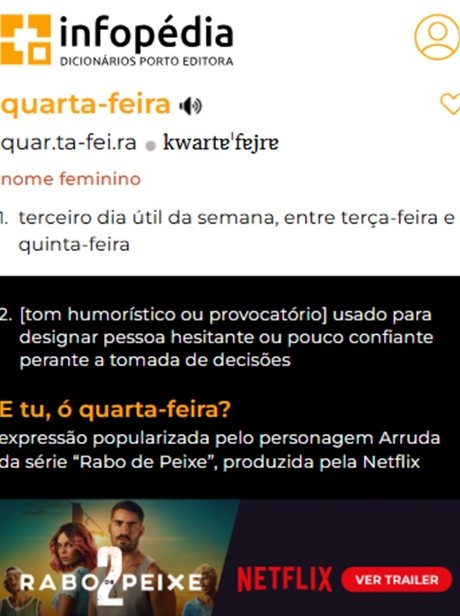 infopédia
DICIONÁRIOS PORTO EDITORA
quarta-feira
quar.ta-fei.ra ● kwartɐˈfɐjrɐ
nome feminino
1. terceiro dia útil da semana, entre terça-feira e
quinta-feira
2. [tom humorístico ou provocatório] usado para
designar pessoa hesitante ou pouco confiante
perante a tomada de decisões
E tu, ó quarta-feira?
expressão popularizada pelo personagem Arruda
da série “Rabo de Peixe”, produzida pela Netflix
RABO DE PEIXE 2
NETFLIX
VER TRAILER